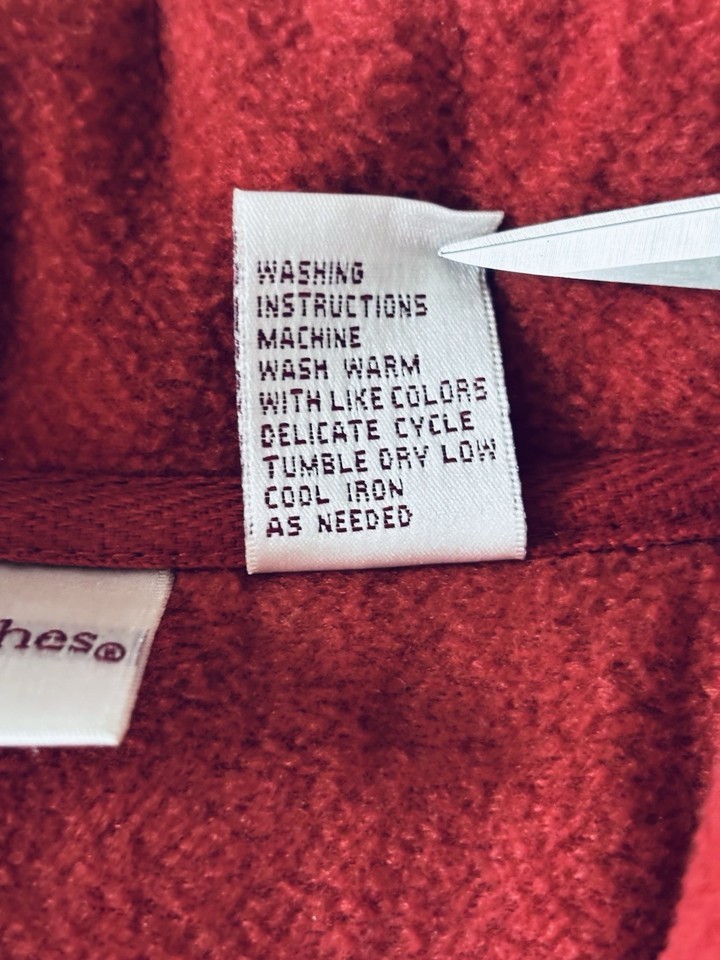 WASHING
INSTRUCTIONS
MACHINE
WASH WARM
WITH LIKE COLORS
DELICATE CYCLE
TUMBLE DRY LOW
COOL IRON
AS NEEDED
hes®